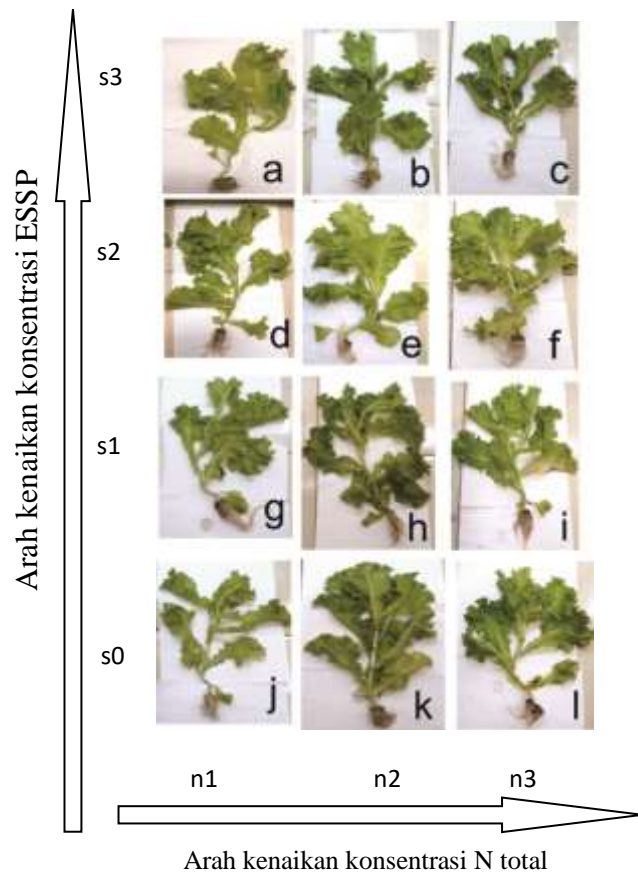 Arah kenaikan konsentrasi ESSP
s3
a b c
s2
d e f
s1
g h i
s0
j k l
n1 n2 n3
Arah kenaikan konsentrasi N total